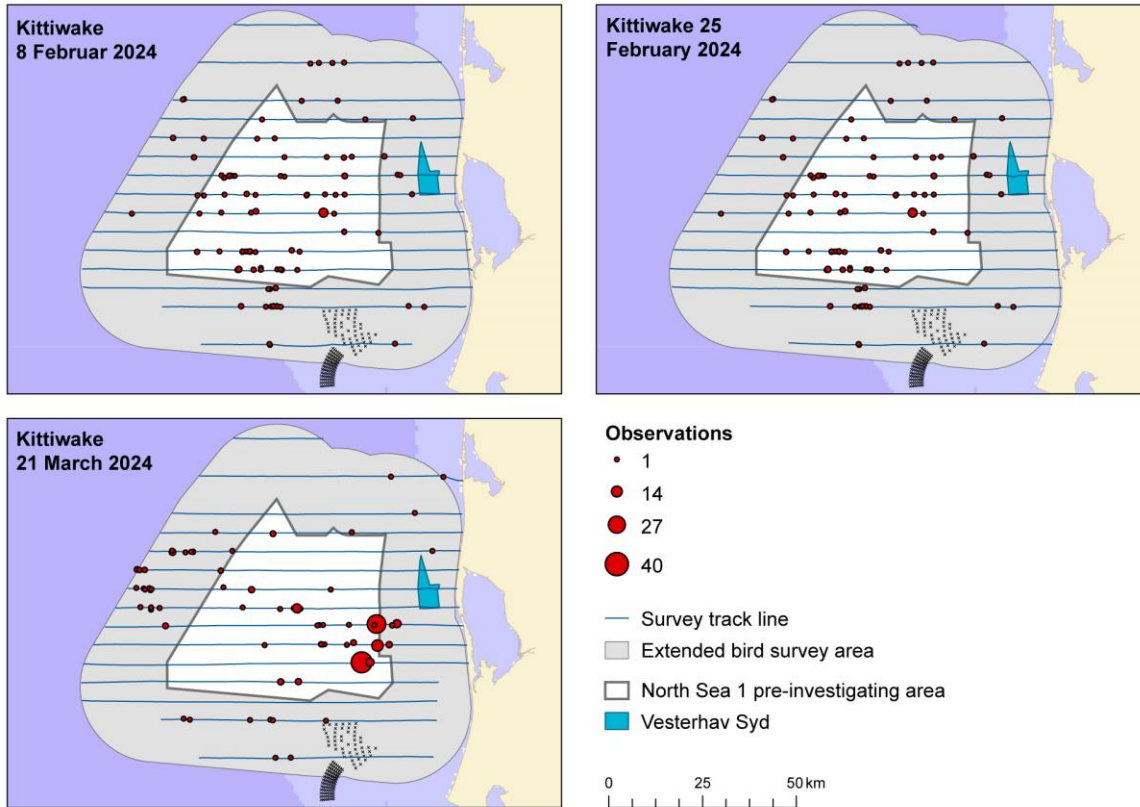 Kittiwake
8 Februar 2024
Kittiwake 25
February 2024
Kittiwake
21 March 2024
Observations
1
14
27
40
Survey track line
Extended bird survey area
North Sea 1 pre-investigating area
Vesterhav Syd
0 25 50 km